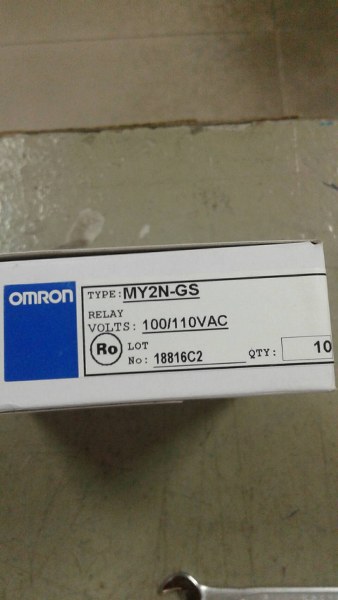 OMRON
TYPE: MY2N-GS
RELAY
VOLTS: 100/110VAC
Ro
LOT
No: 18816C2
QTY: 10